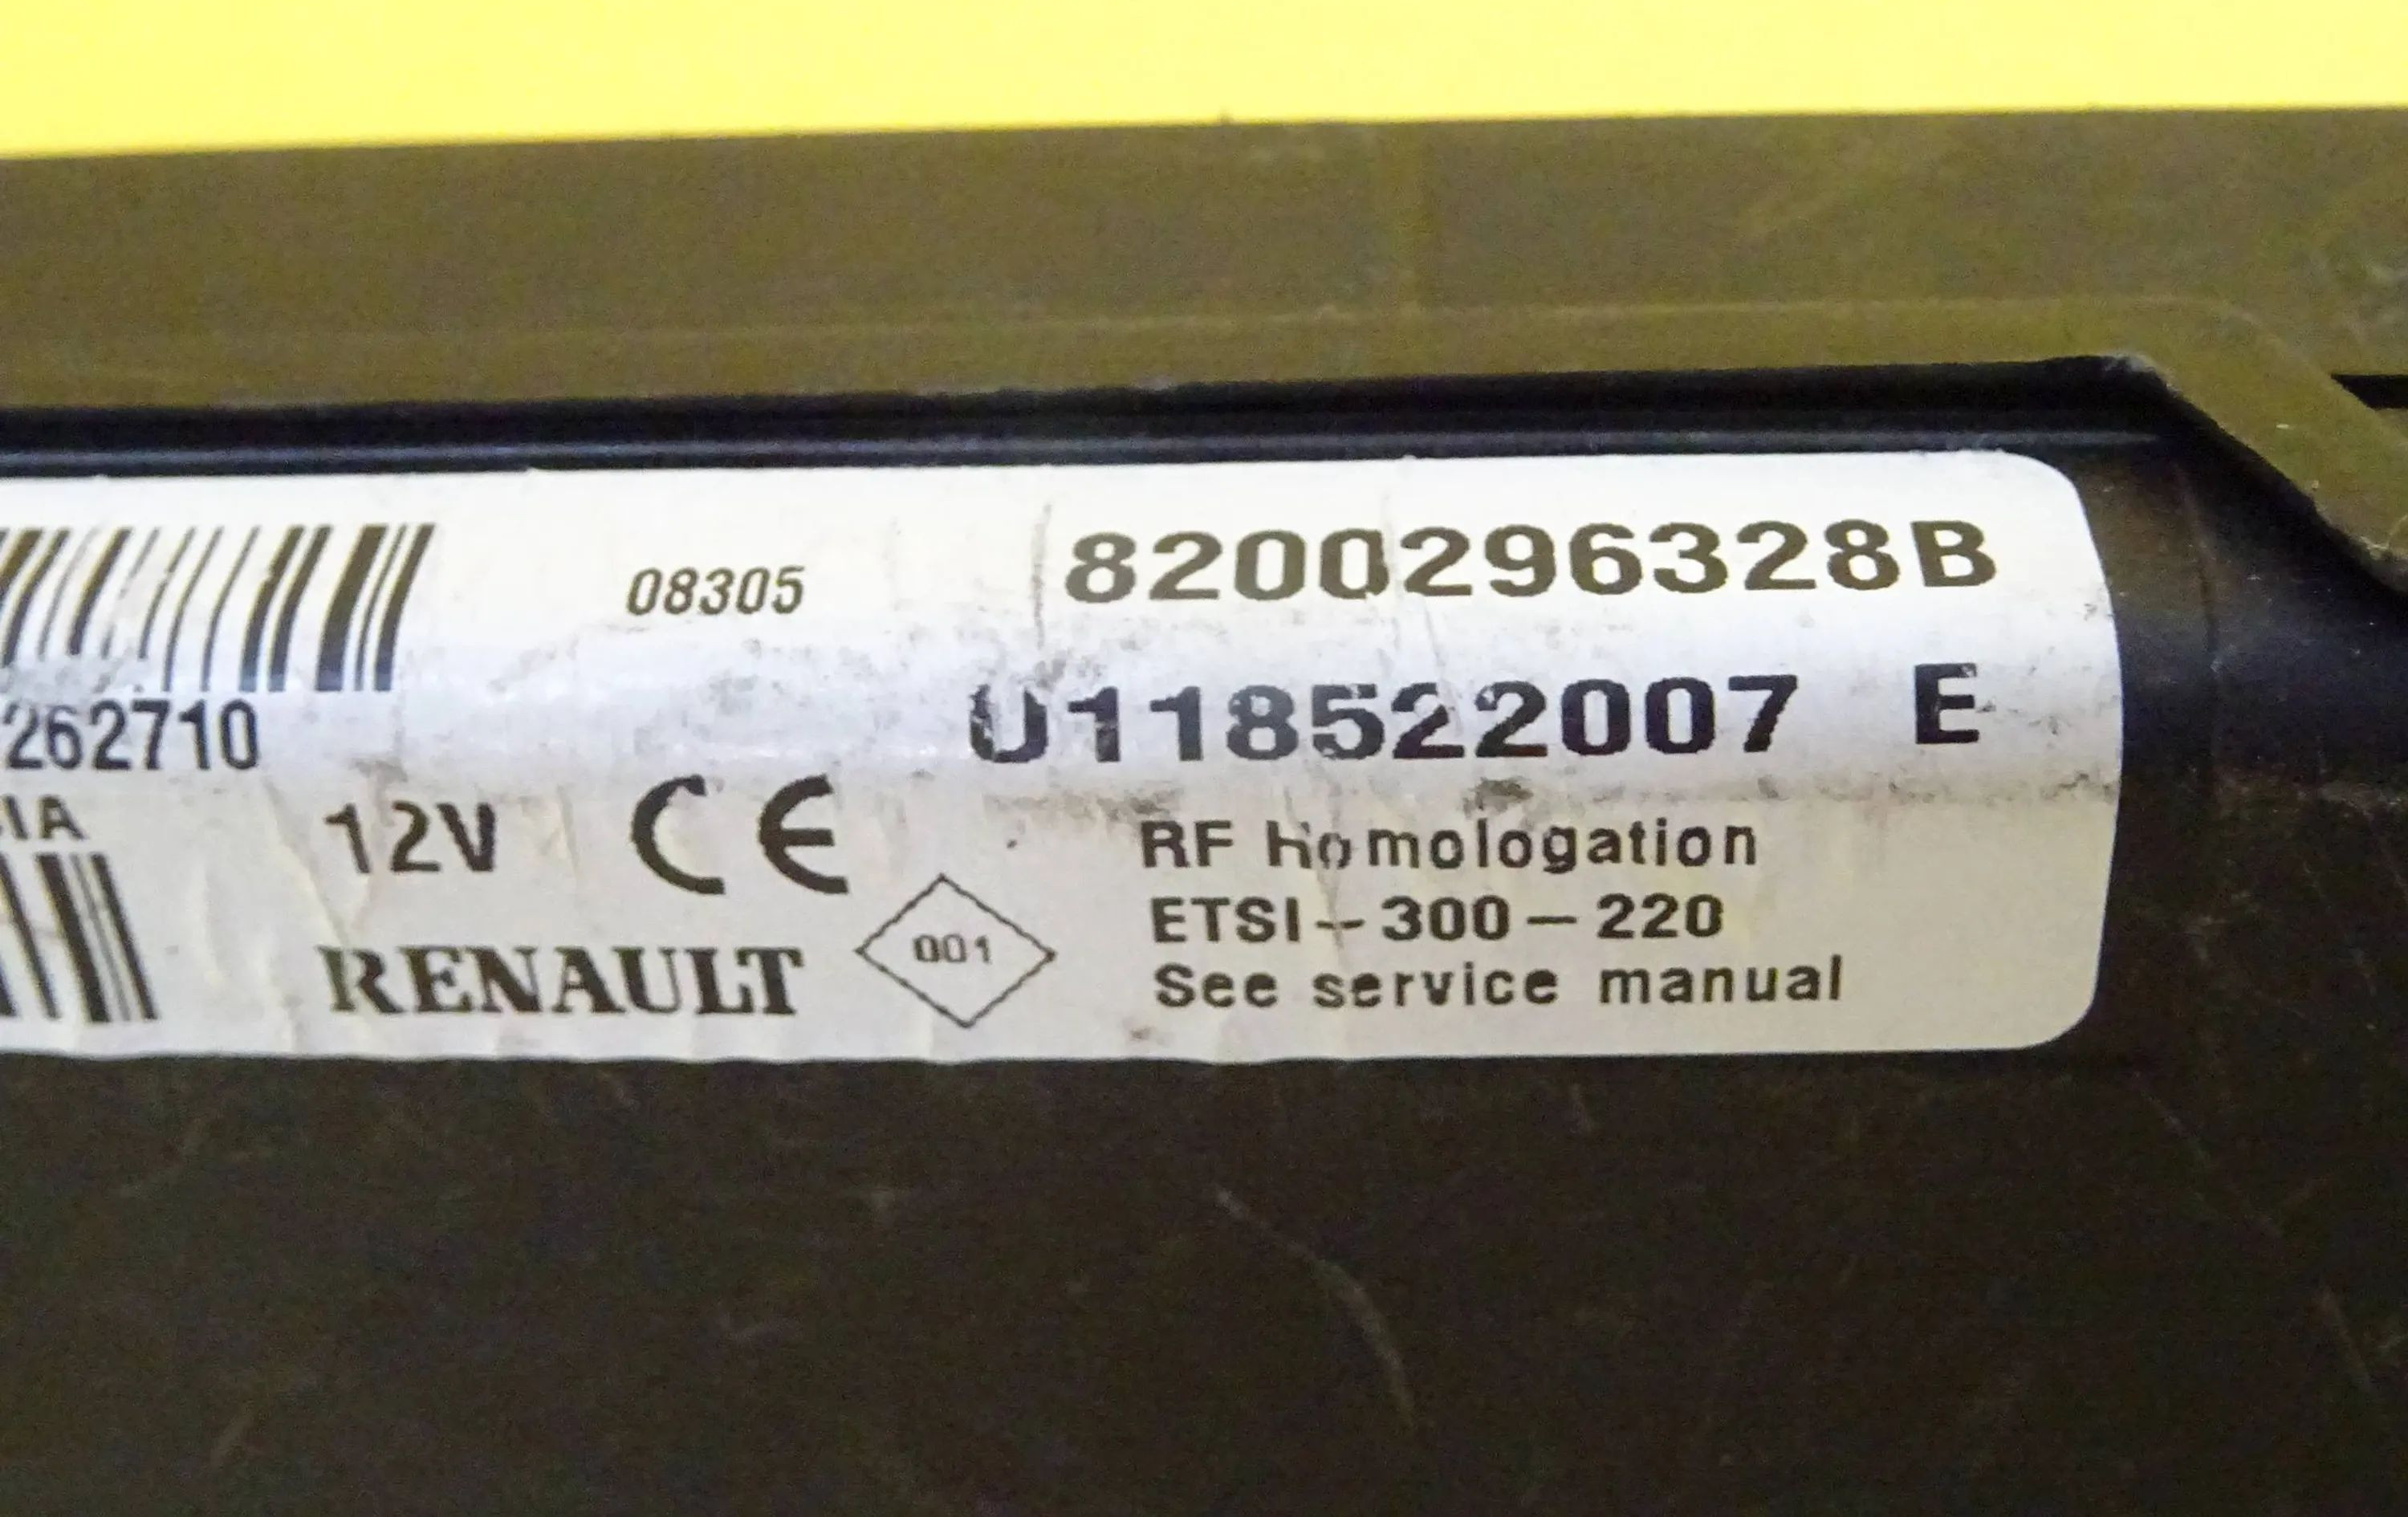 08305 8200296328B
U118522007 E
262710
IA 12V CE
RENAULT 001
RF Homologation
ETSI-300-220
See service manual